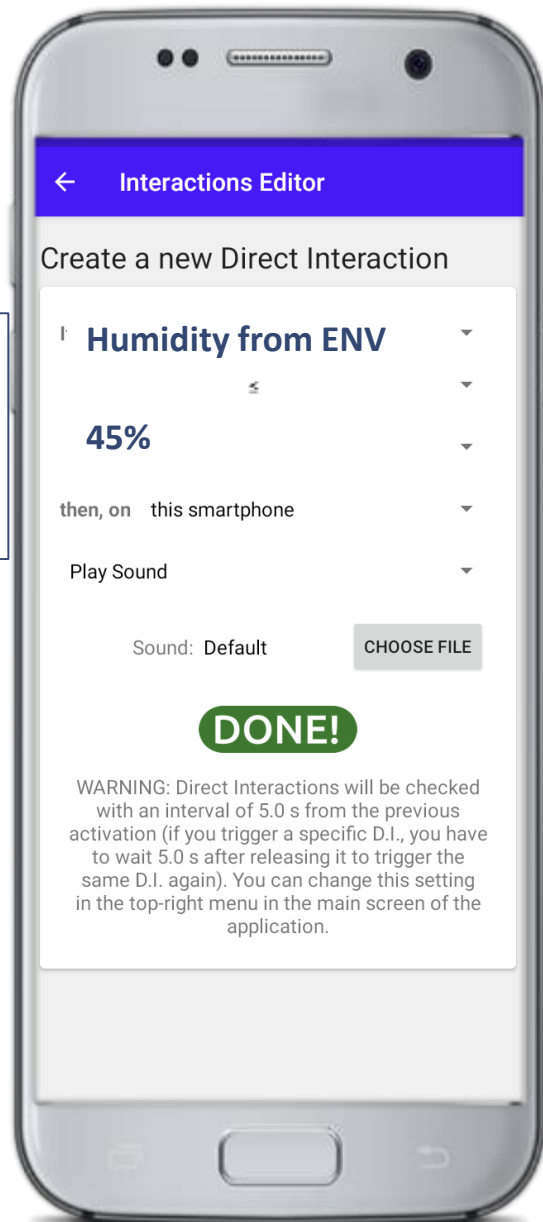 Interactions Editor
Create a new Direct Interaction
Humidity from ENV
≤
45%
then, on this smartphone
Play Sound
Sound: Default CHOOSE FILE
DONE!
WARNING: Direct Interactions will be checked
with an interval of 5.0 s from the previous
activation (if you trigger a specific D.I., you have
to wait 5.0 s after releasing it to trigger the
same D.I. again). You can change this setting
in the top-right menu in the main screen of the
application.